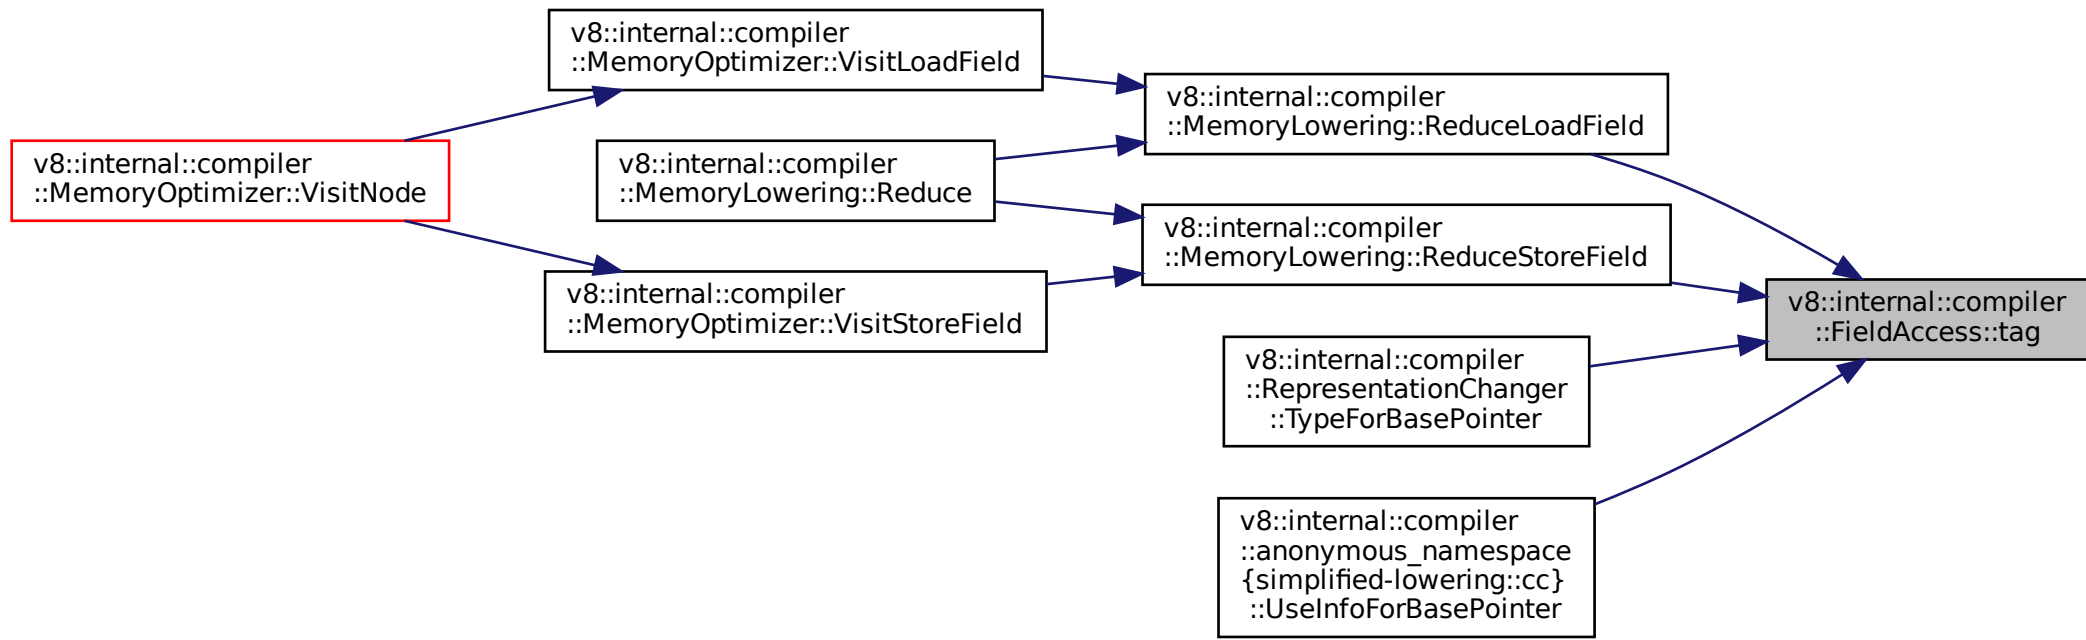 v8::internal::compiler
::MemoryOptimizer::VisitLoadField
v8::internal::compiler
::MemoryLowering::ReduceLoadField
v8::internal::compiler
::MemoryOptimizer::VisitNode
v8::internal::compiler
::MemoryLowering::Reduce
v8::internal::compiler
::MemoryLowering::ReduceStoreField
v8::internal::compiler
::MemoryOptimizer::VisitStoreField
v8::internal::compiler
::FieldAccess::tag
v8::internal::compiler
::RepresentationChanger
::TypeForBasePointer
v8::internal::compiler
::anonymous_namespace
{simplified-lowering::cc}
::UseInfoForBasePointer